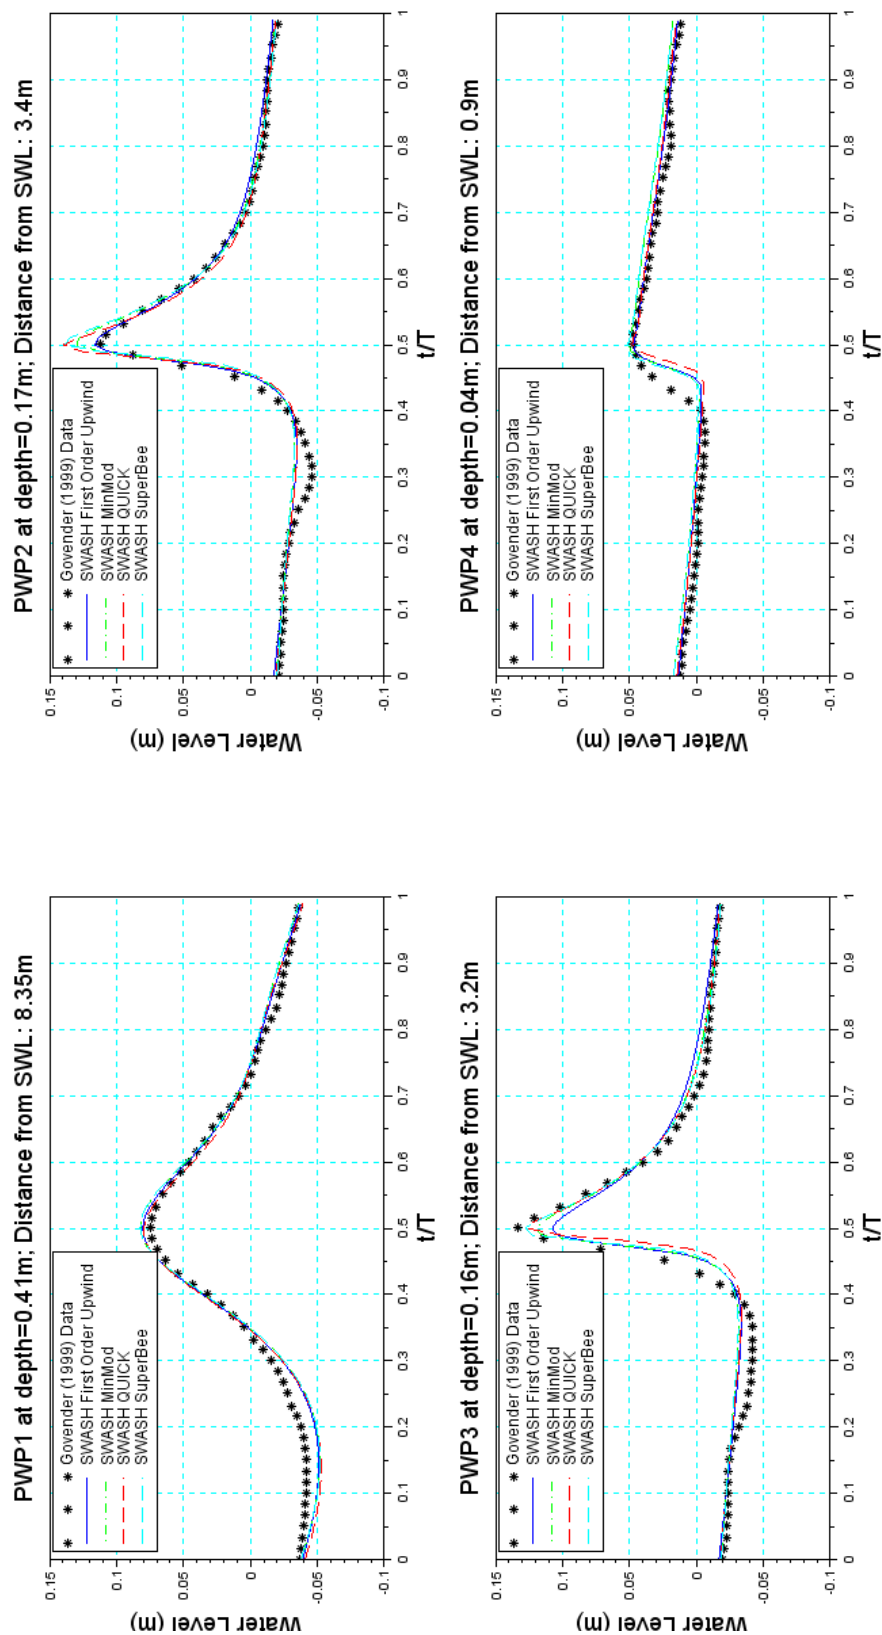 PWP1 at depth=0.41m; Distance from SWL: 8.35m
Water Level (m)
0.15
0.1
0.05
0
-0.05
-0.1
Govender (1999) Data
SWASH First Order Upwind
SWASH MinMod
SWASH QUICK
SWASH SuperBee
0 0.1 0.2 0.3 0.4 0.5 0.6 0.7 0.8 0.9 1
t/T
PWP2 at depth=0.17m; Distance from SWL: 3.4m
Water Level (m)
0.15
0.1
0.05
0
-0.05
-0.1
Govender (1999) Data
SWASH First Order Upwind
SWASH MinMod
SWASH QUICK
SWASH SuperBee
0 0.1 0.2 0.3 0.4 0.5 0.6 0.7 0.8 0.9 1
t/T
PWP3 at depth=0.16m; Distance from SWL: 3.2m
Water Level (m)
0.15
0.1
0.05
0
-0.05
-0.1
Govender (1999) Data
SWASH First Order Upwind
SWASH MinMod
SWASH QUICK
SWASH SuperBee
0 0.1 0.2 0.3 0.4 0.5 0.6 0.7 0.8 0.9 1
t/T
PWP4 at depth=0.04m; Distance from SWL: 0.9m
Water Level (m)
0.15
0.1
0.05
0
-0.05
-0.1
Govender (1999) Data
SWASH First Order Upwind
SWASH MinMod
SWASH QUICK
SWASH SuperBee
0 0.1 0.2 0.3 0.4 0.5 0.6 0.7 0.8 0.9 1
t/T